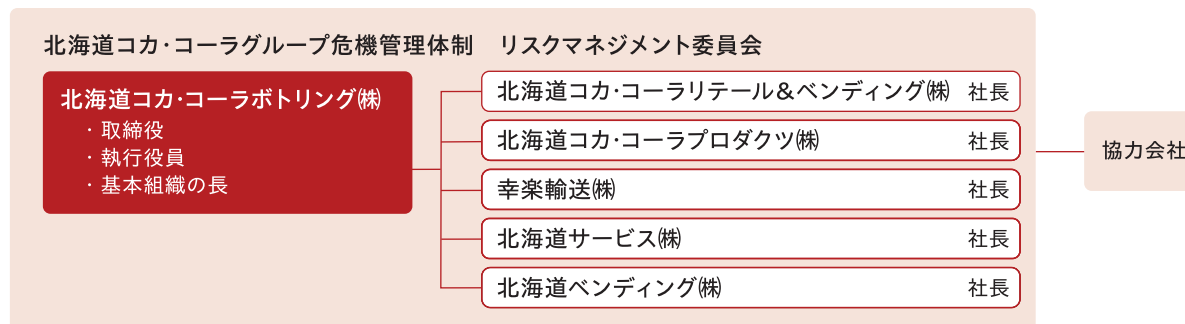 北海道コカ・コーラグループ危機管理体制　リスクマネジメント委員会
北海道コカ・コーラボトリング㈱
・取締役
・執行役員
・基本組織の長
北海道コカ・コーラリテール&ベンディング㈱　社長
北海道コカ・コーラプロダクツ㈱　社長
幸楽輸送㈱　社長
北海道サービス㈱　社長
北海道ベンディング㈱　社長
協力会社